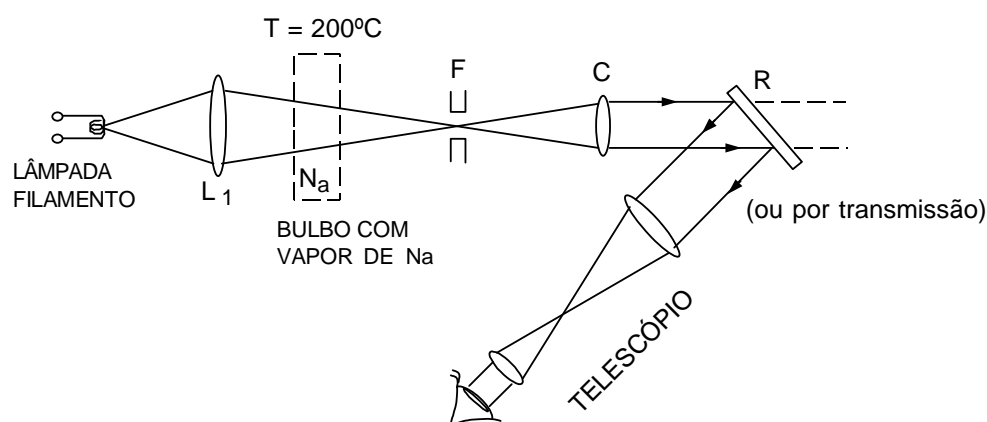 T = 200ºC
F
C
R
LÂMPADA
FILAMENTO
L 1
Na
BULBO COM
VAPOR DE Na
(ou por transmissão)
TELESCÓPIO